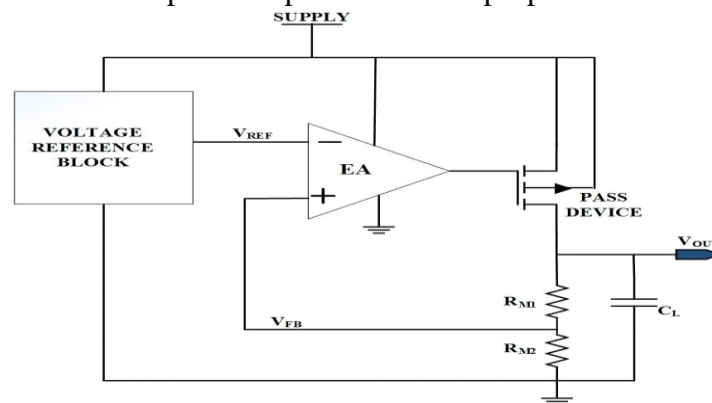 SUPPLY
VOLTAGE
REFERENCE
BLOCK
VREF
EA
PASS
DEVICE
VOU
RM1
CL
VFB
RM2